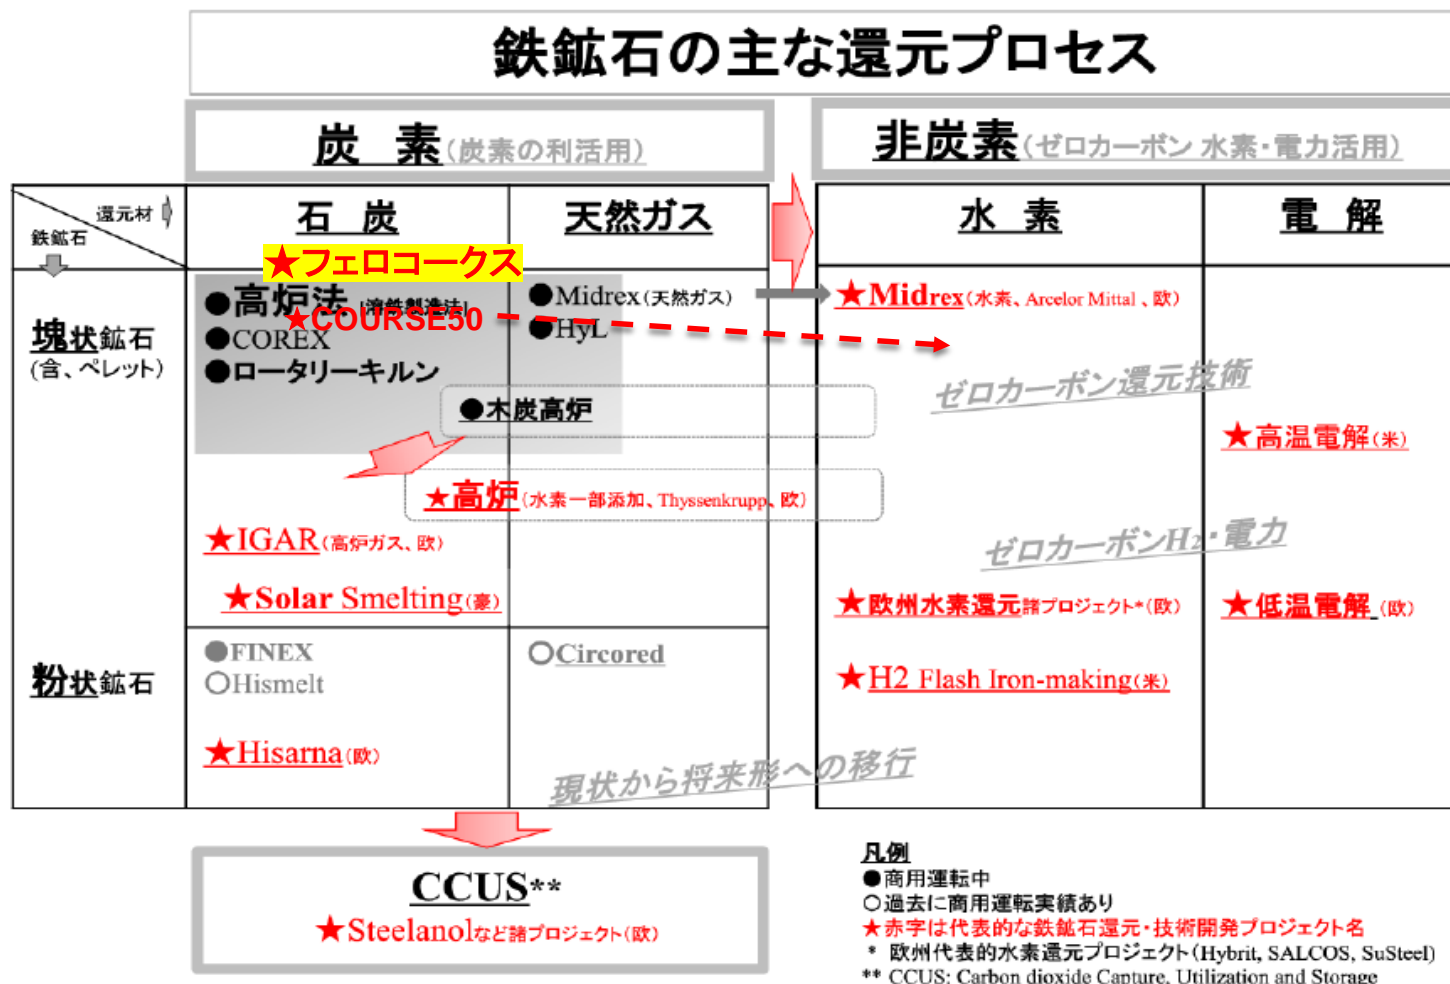 鉄鉱石の主な還元プロセス
炭 素(炭素の利活用)
非炭素(ゼロカーボン 水素・電力活用)
還元材
鉄鉱石
石 炭
天然ガス
水 素
電 解
★フェロコークス
塊状鉱石
(含、ペレット)
●高炉法 [溶銑製造法]
★COURSE50
●COREX
●ロータリーキルン
●Midrex(天然ガス)
●HyL
●木炭高炉
★高炉(水素一部添加、Thyssenkrupp、欧)
★IGAR(高炉ガス、欧)
★Solar Smelting(豪)
★Midrex(水素、Arcelor Mittal、欧)
ゼロカーボン還元技術
★高温電解(米)
ゼロカーボンH2・電力
★欧州水素還元諸プロジェクト*(欧)
★低温電解 (欧)
粉状鉱石
●FINEX
○Hismelt
★Hisarna(欧)
○Circored
★H2 Flash Iron-making(米)
現状から将来形への移行
CCUS**
★Steelanolなど諸プロジェクト(欧)
凡例
●商用運転中
○過去に商用運転実績あり
★赤字は代表的な鉄鉱石還元・技術開発プロジェクト名
* 欧州代表的水素還元プロジェクト(Hybrit, SALCOS, SuSteel)
** CCUS: Carbon dioxide Capture, Utilization and Storage